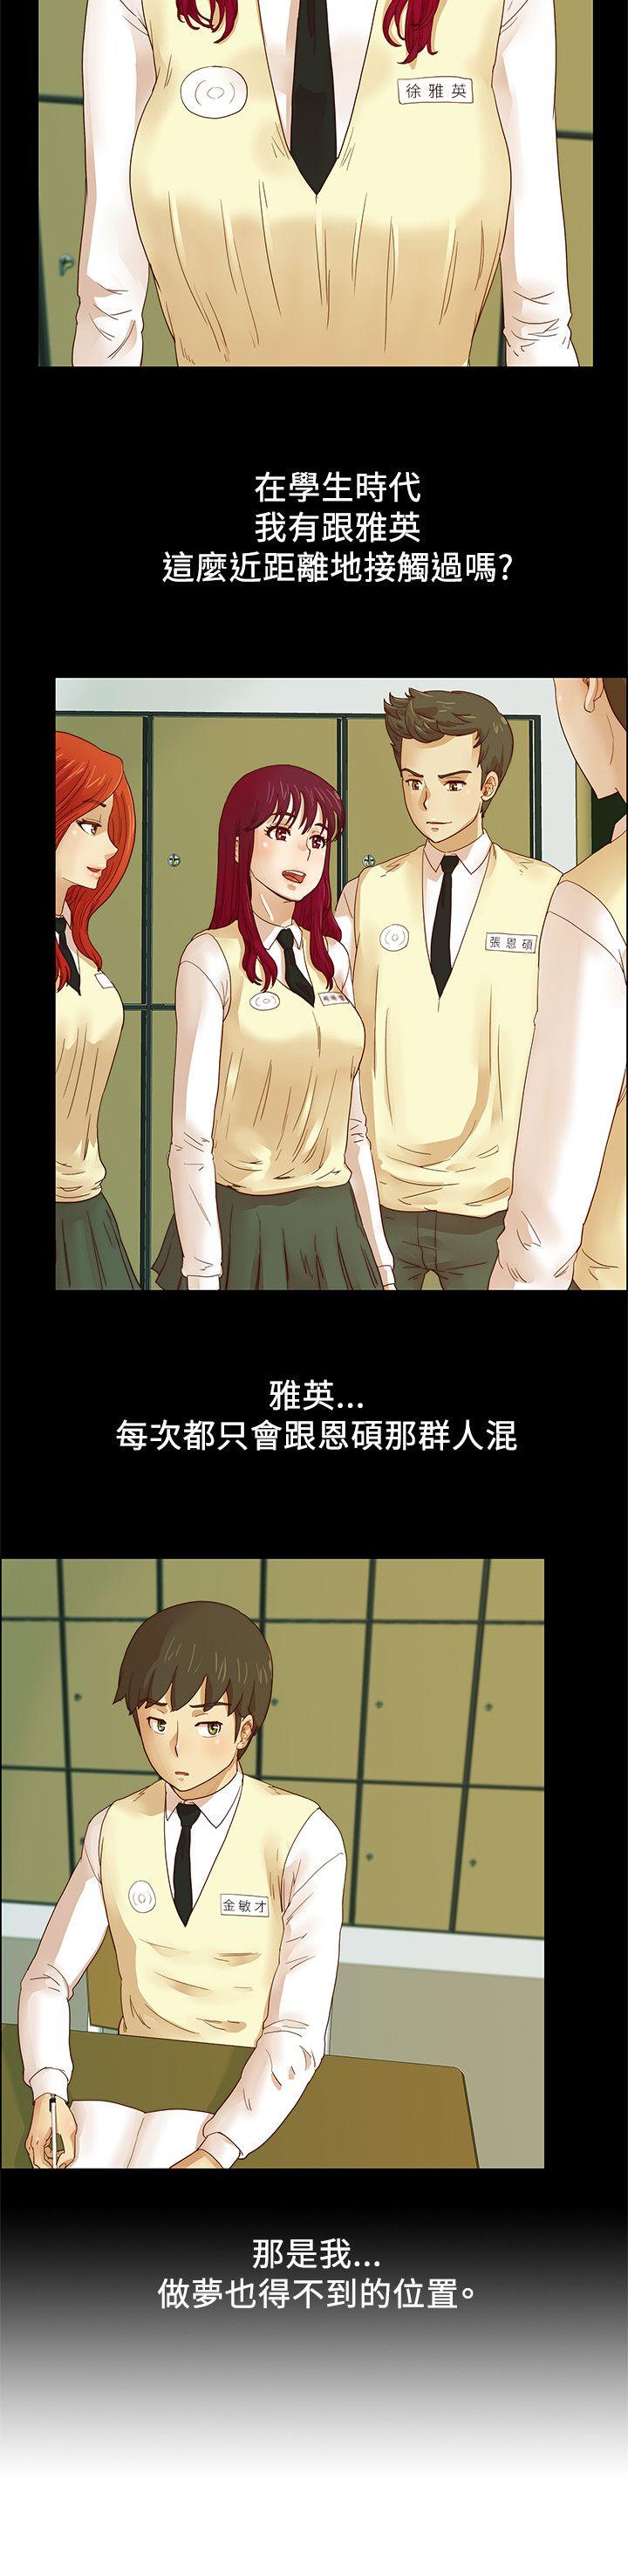 徐雅英
在學生時代
我有跟雅英
這麼近距離地接觸過嗎?
張恩碩
雅英...
每次都只會跟恩碩那群人混
金敏才
那是我...
做夢也得不到的位置。